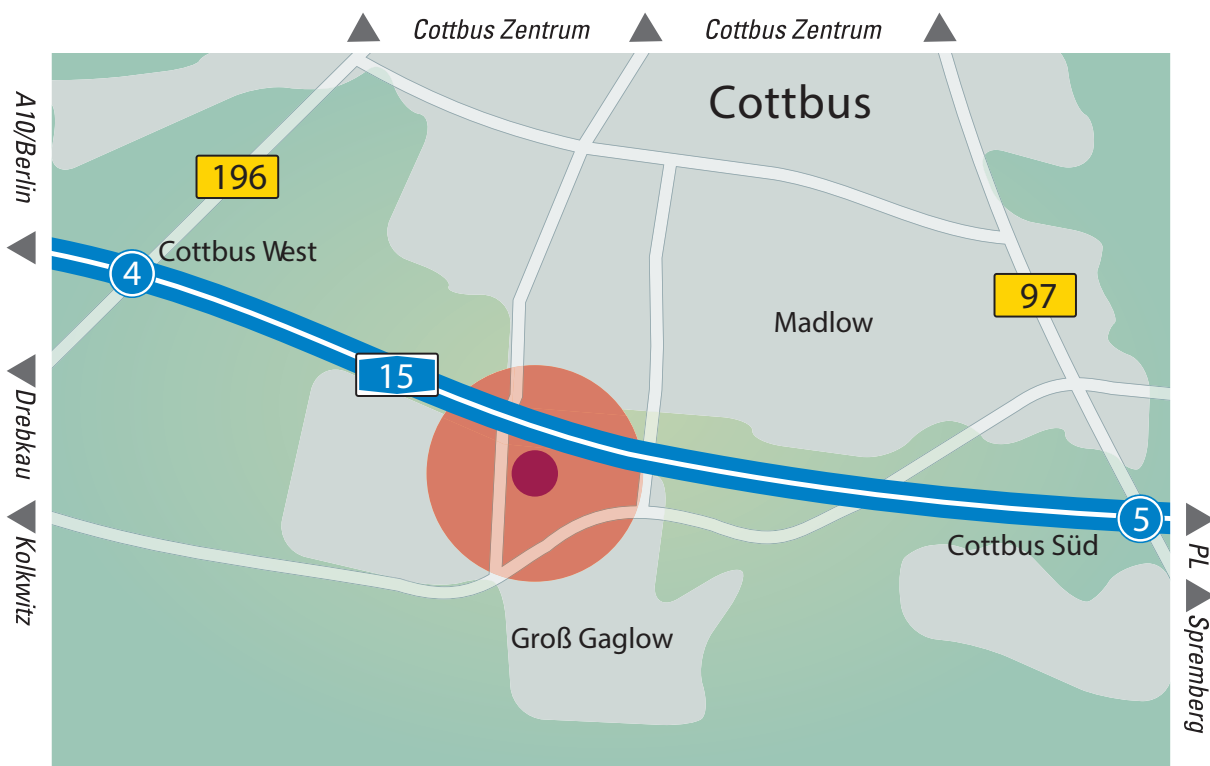 Cottbus Zentrum
Cottbus Zentrum
Cottbus
A10/Berlin
196
Cottbus West
4
97
Madlow
15
Drebkau
Kolkwitz
5
Cottbus Süd
PL
Spremberg
Groß Gaglow